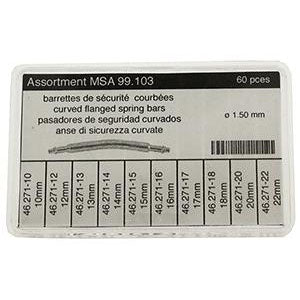 Assortment MSA 99.103 60 pces
barrettes de sécurité courbées
curved flanged spring bars
pasadores de seguridad curvados
anse di sicurezza curvate
ø 1.50 mm
46.271-10
10mm
46.271-12
12mm
46.271-13
13mm
46.271-14
14mm
46.271-15
15mm
46.271-16
16mm
46.271-17
17mm
46.271-18
18mm
46.271-20
20mm
46.271-22
22mm